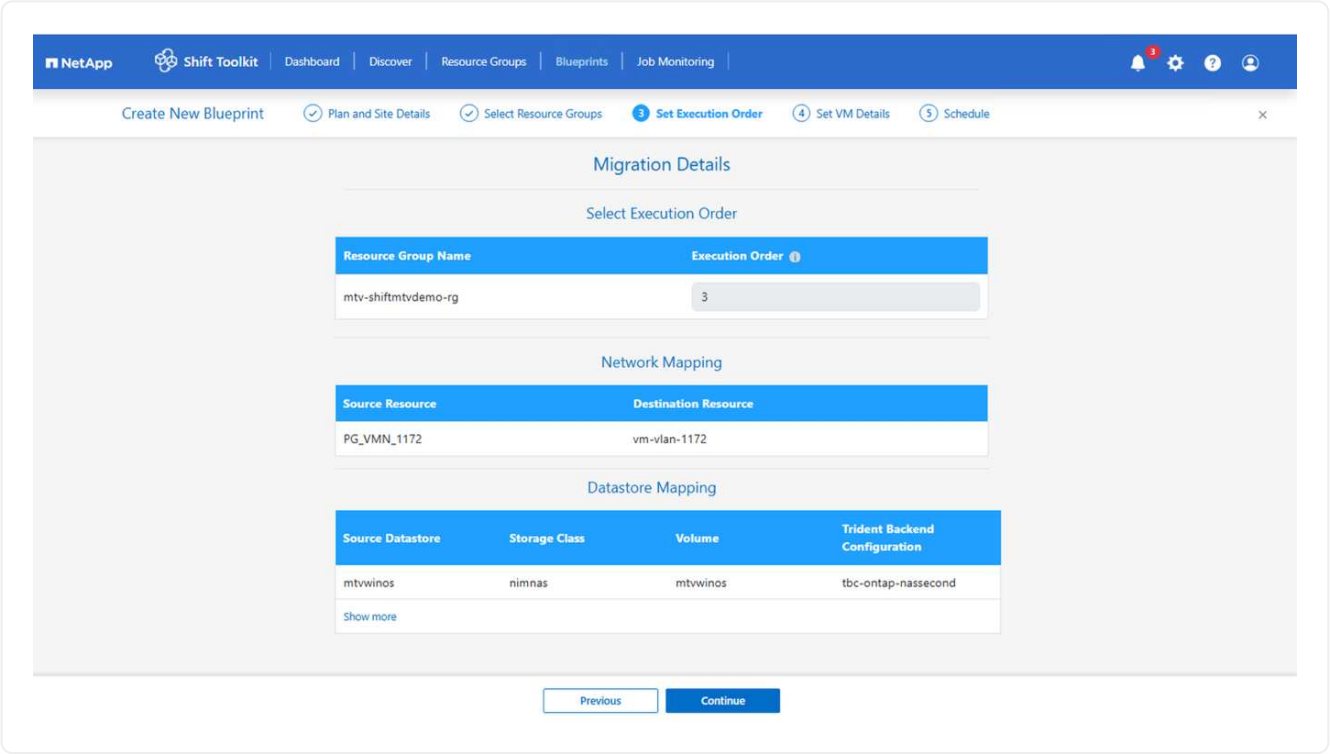 NetApp Shift Toolkit Dashboard Discover Resource Groups Blueprints Job Monitoring 3 ?
Create New Blueprint Plan and Site Details Select Resource Groups 3 Set Execution Order 4 Set VM Details 5 Schedule ×
Migration Details
Select Execution Order
Resource Group Name Execution Order i
mtv-shiftmtvdemo-rg 3
Network Mapping
Source Resource Destination Resource
PG_VMN_1172 vm-vlan-1172
Datastore Mapping
Source Datastore Storage Class Volume Trident Backend
Configuration
mtvwinos nimnas mtvwinos tbc-ontap-nassecond
Show more
Previous Continue